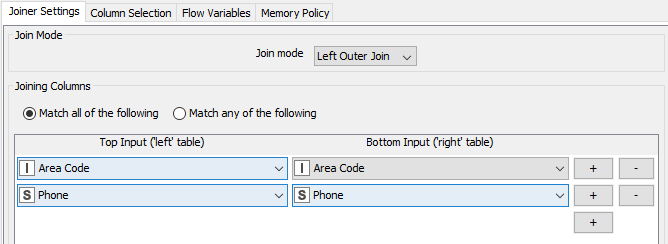 Joiner Settings Column Selection Flow Variables Memory Policy
Join Mode
Join mode Left Outer Join
Joining Columns
Match all of the following Match any of the following
Top Input ('left' table) Bottom Input ('right' table)
I Area Code I Area Code + -
S Phone S Phone + -
+